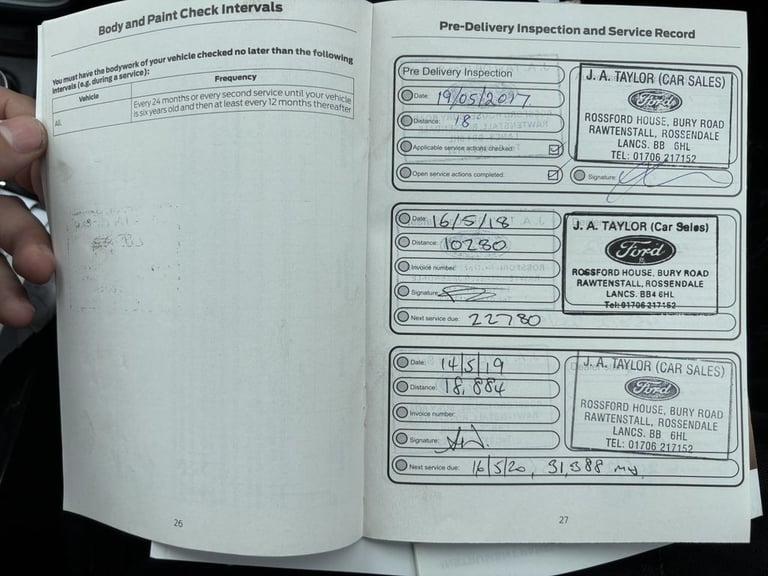 Body and Paint Check Intervals
You must have the bodywork of your vehicle checked no later than the following
intervals (e.g. during a service):
Vehicle
Frequency
All.
Every 24 months or every second service until your vehicle
is six years old and then at least every 12 months thereafter
26
Pre-Delivery Inspection and Service Record
Pre Delivery Inspection
Date: 19/05/2017
Distance: 18
Applicable service actions checked:
Open service actions completed:
Signature:
J. A. TAYLOR (CAR SALES)
Ford
ROSSFORD HOUSE, BURY ROAD
RAWTENSTALL, ROSSENDALE
LANCS. BB 6HL
TEL: 01706 217152
Date: 16/5/18
Distance: 10280
Invoice number:
Signature:
Next service due: 22780
J. A. TAYLOR (Car Sales)
Ford
ROSSFORD HOUSE, BURY ROAD
RAWTENSTALL, ROSSENDALE
LANCS. BB4 6HL
Tel: 01706 217152
Date: 14/5/19
Distance: 18,884
Invoice number:
Signature:
Next service due: 16/5/20, 31,388
J. A. TAYLOR (CAR SALES)
Ford
ROSSFORD HOUSE, BURY ROAD
RAWTENSTALL, ROSSENDALE
LANCS. BB 6HL
TEL: 01706 217152
27